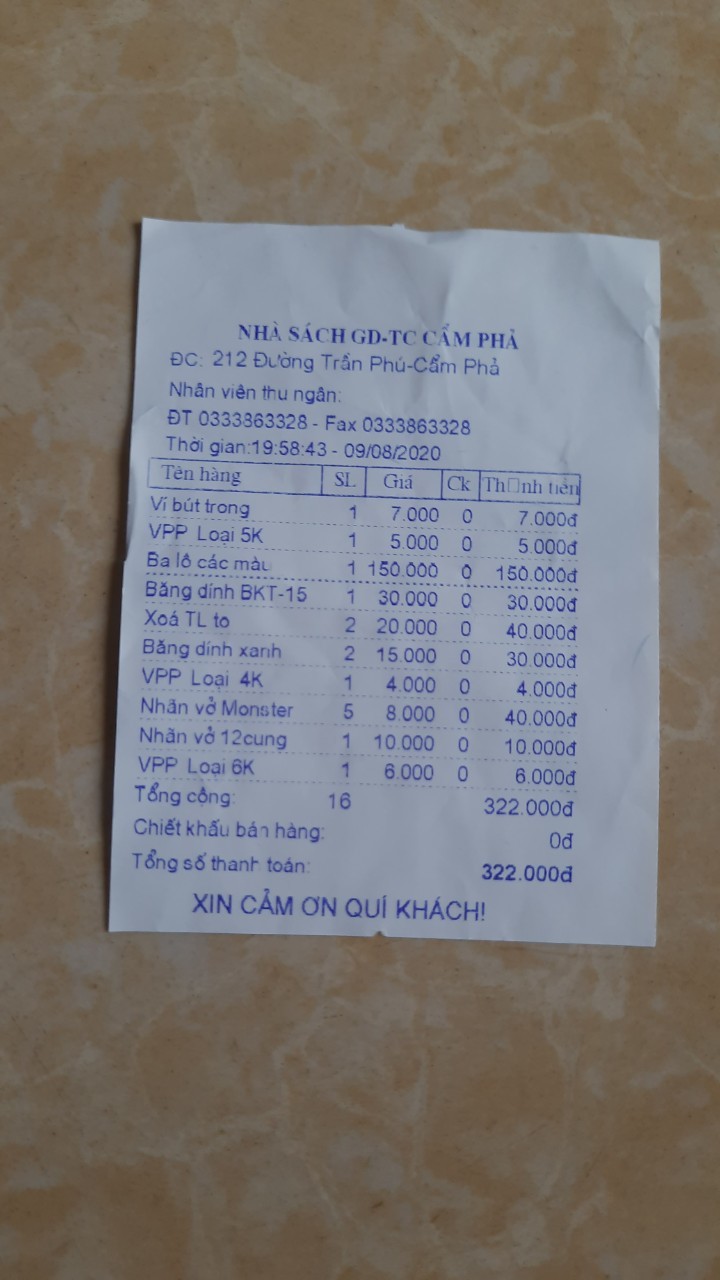 NHÀ SÁCH GD-TC CẨM PHẢ
ĐC: 212 Đường Trần Phú-Cẩm Phả
Nhân viên thu ngân:
ĐT 0333863328 - Fax 0333863328
Thời gian:19:58:43 - 09/08/2020
Tên hàng SL Giá Ck Th□nh tiền
Ví bút trong 1 7.000 0 7.000đ
VPP Loại 5K 1 5.000 0 5.000đ
Ba lô các màu 1 150.000 0 150.000đ
Băng dính BKT-15 1 30.000 0 30.000đ
Xoá TL to 2 20.000 0 40.000đ
Băng dính xanh 2 15.000 0 30.000đ
VPP Loại 4K 1 4.000 0 4.000đ
Nhãn vở Monster 5 8.000 0 40.000đ
Nhãn vở 12cung 1 10.000 0 10.000đ
VPP Loại 6K 1 6.000 0 6.000đ
Tổng cộng: 16 322.000đ
Chiết khấu bán hàng: 0đ
Tổng số thanh toán: 322.000đ
XIN CẢM ƠN QUÍ KHÁCH!